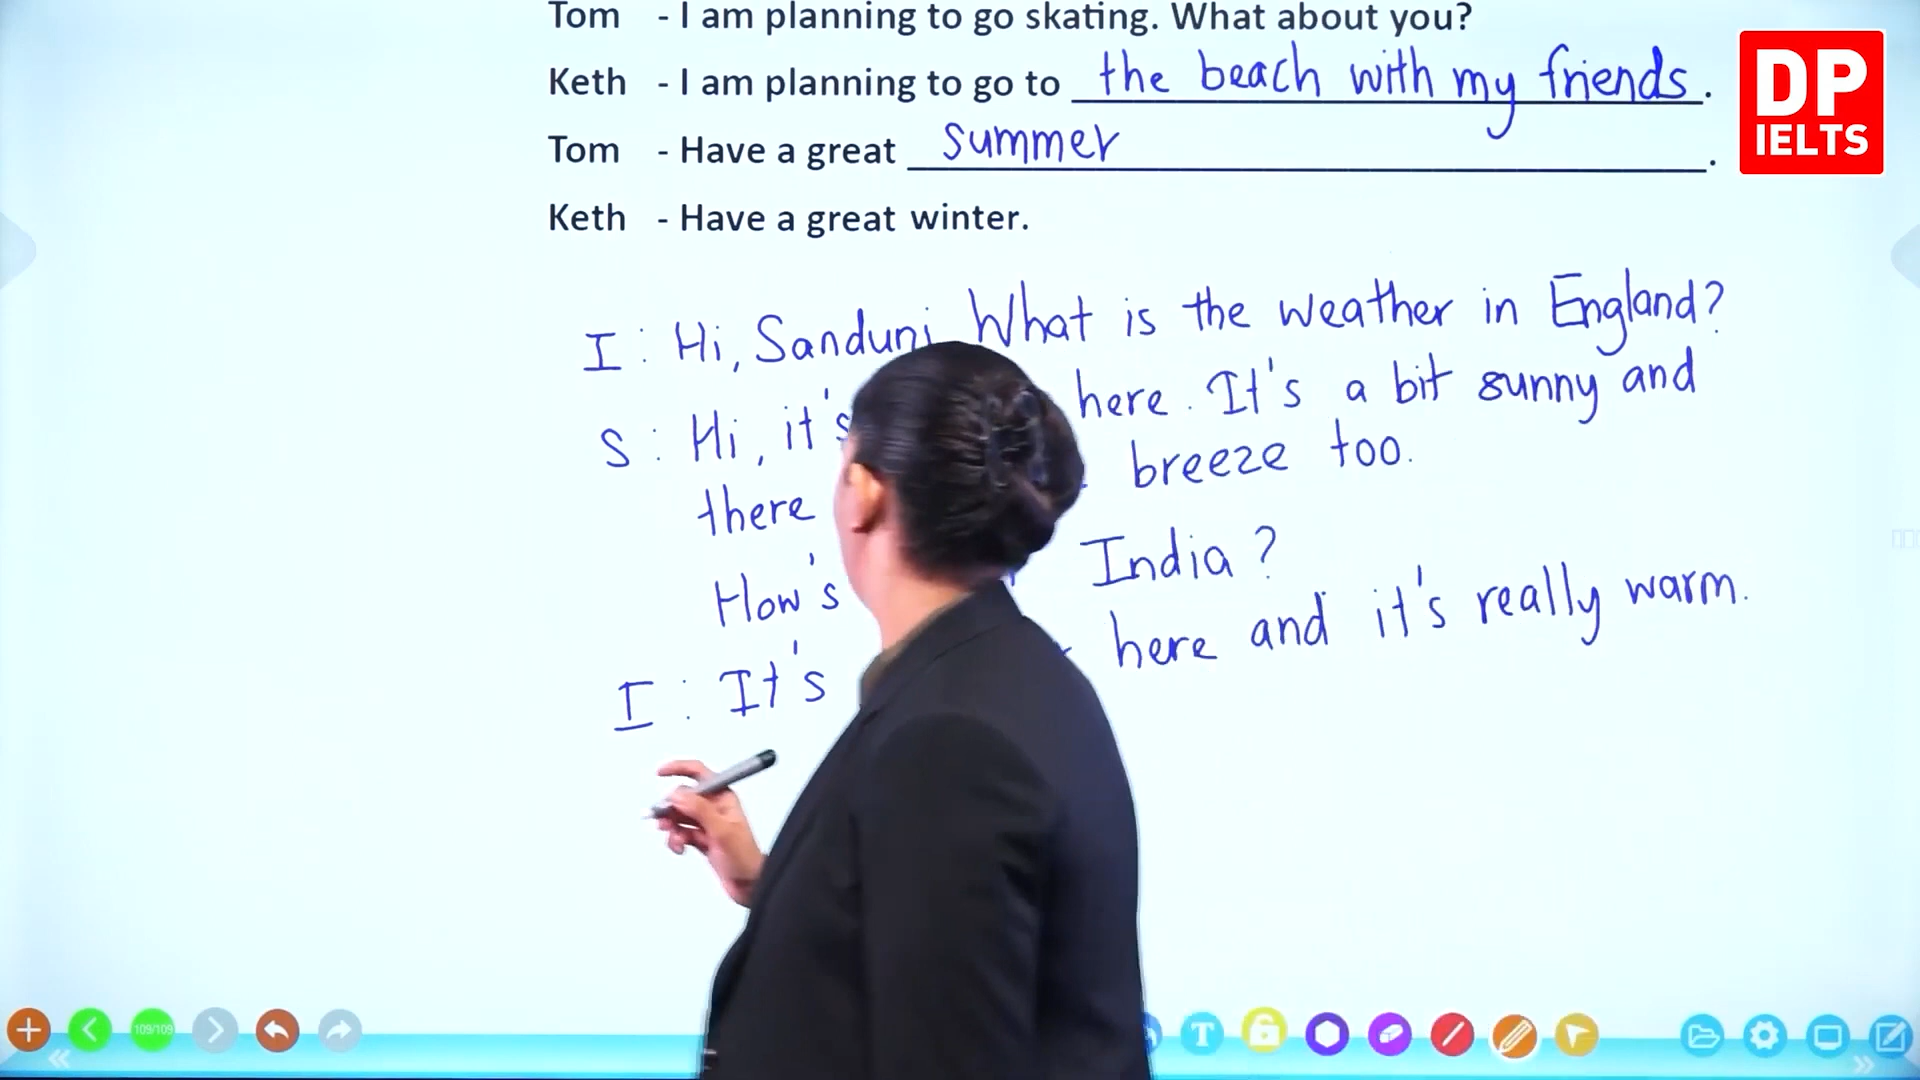 Tom - I am planning to go skating. What about you?
Keth - I am planning to go to the beach with my friends.
DP
IELTS
Tom - Have a great summer.
Keth - Have a great winter.
I : Hi, Sanduni What is the weather in England?
S : Hi, it's here. It's a bit sunny and
there breeze too.
How's India?
I : It's here and it's really warm.
109/109
T